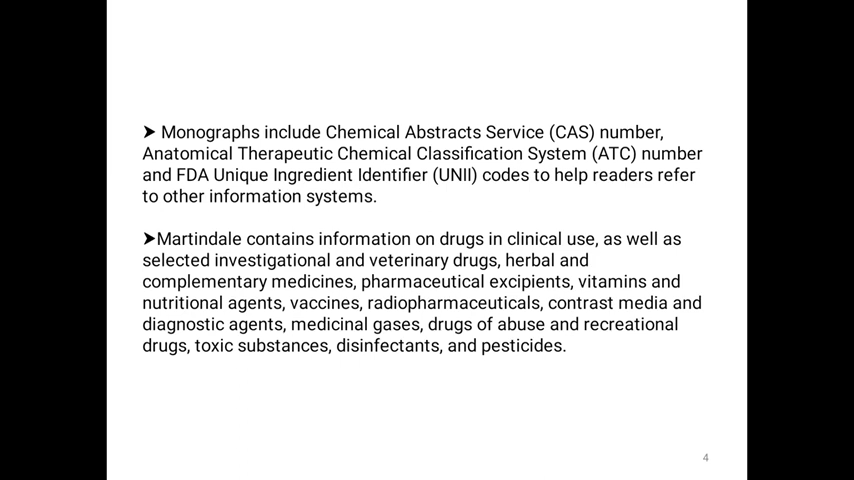 ➤ Monographs include Chemical Abstracts Service (CAS) number,
Anatomical Therapeutic Chemical Classification System (ATC) number
and FDA Unique Ingredient Identifier (UNII) codes to help readers refer
to other information systems.
➤Martindale contains information on drugs in clinical use, as well as
selected investigational and veterinary drugs, herbal and
complementary medicines, pharmaceutical excipients, vitamins and
nutritional agents, vaccines, radiopharmaceuticals, contrast media and
diagnostic agents, medicinal gases, drugs of abuse and recreational
drugs, toxic substances, disinfectants, and pesticides.
4